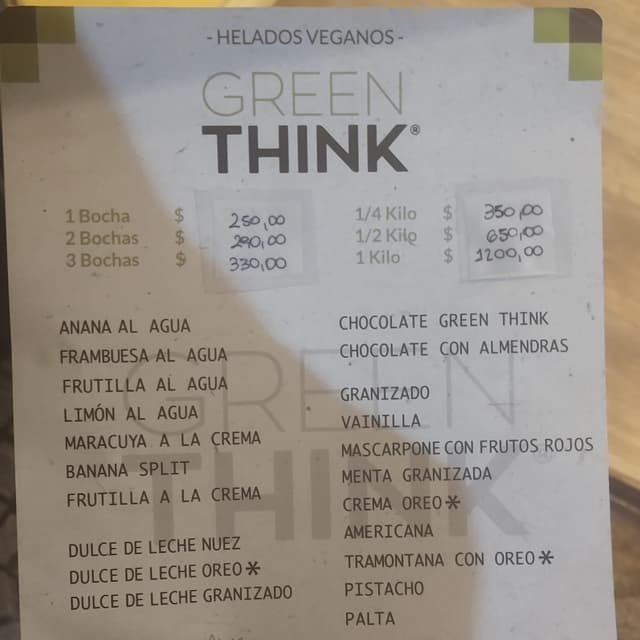 - HELADOS VEGANOS -
GREEN
THINK®
1 Bocha $ 250,00
2 Bochas $ 290,00
3 Bochas $ 330,00
1/4 Kilo $ 350,00
1/2 Kilo $ 650,00
1 Kilo $ 1200,00
ANANA AL AGUA
FRAMBUESA AL AGUA
FRUTILLA AL AGUA
LIMÓN AL AGUA
MARACUYA A LA CREMA
BANANA SPLIT
FRUTILLA A LA CREMA
DULCE DE LECHE NUEZ
DULCE DE LECHE OREO*
DULCE DE LECHE GRANIZADO
CHOCOLATE GREEN THINK
CHOCOLATE CON ALMENDRAS
GRANIZADO
VAINILLA
MASCARPONE CON FRUTOS ROJOS
MENTA GRANIZADA
CREMA OREO*
AMERICANA
TRAMONTANA CON OREO*
PISTACHO
PALTA
GREEN
THINK®